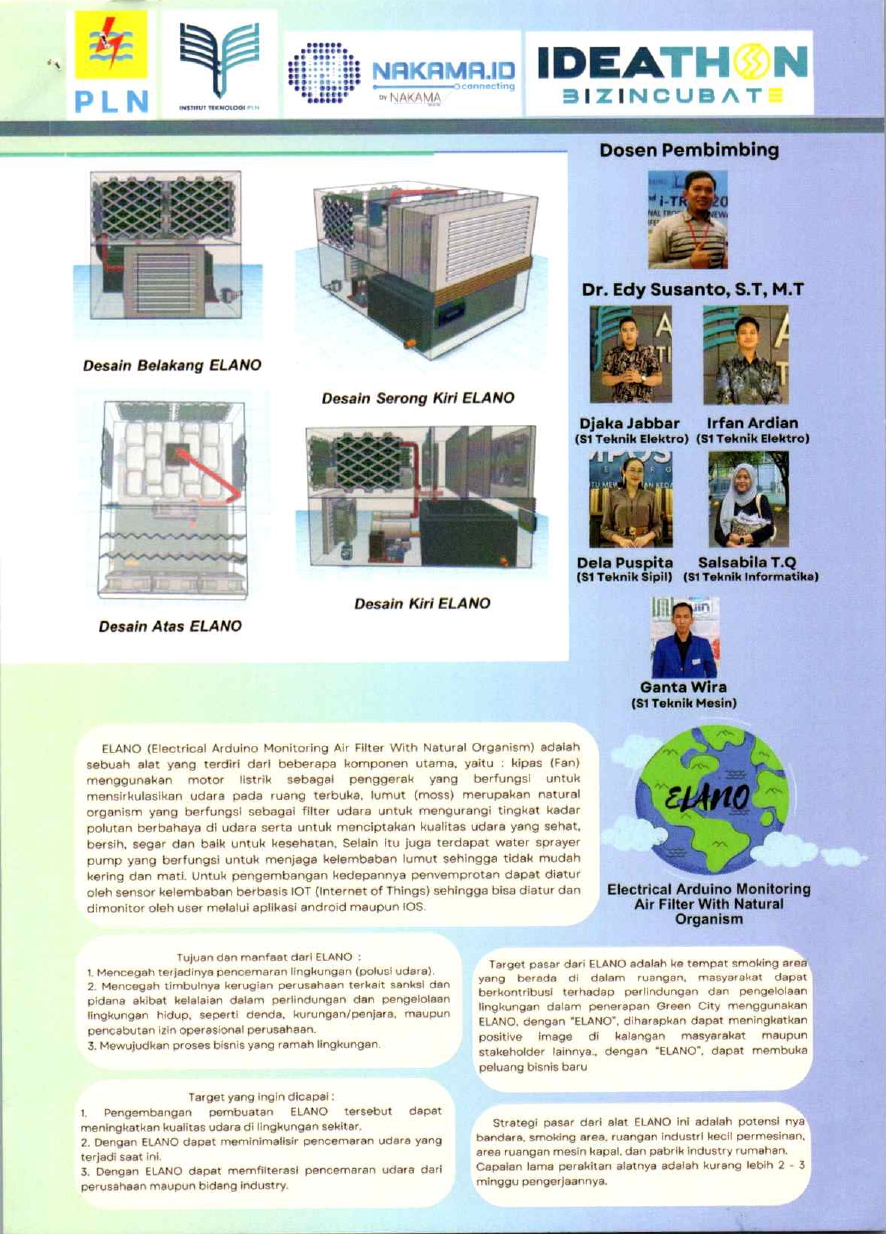 PLN
INSTITUT TEKNOLOGI PLN
NAKAMA.ID
connecting
by NAKAMA
IDEATHON
BIZINCUBATE
Dosen Pembimbing
Dr. Edy Susanto, S.T, M.T
Desain Belakang ELANO
Desain Serong Kiri ELANO
Djaka Jabbar
(S1 Teknik Elektro)
Irfan Ardian
(S1 Teknik Elektro)
Dela Puspita
(S1 Teknik Sipil)
Salsabila T.Q
(S1 Teknik Informatika)
Desain Atas ELANO
Desain Kiri ELANO
Ganta Wira
(S1 Teknik Mesin)
ELANO (Electrical Arduino Monitoring Air Filter With Natural Organism) adalah
sebuah alat yang terdiri dari beberapa komponen utama, yaitu : kipas (Fan)
menggunakan motor listrik sebagai penggerak yang berfungsi untuk
mensirkulasikan udara pada ruang terbuka, lumut (moss) merupakan natural
organism yang berfungsi sebagai filter udara untuk mengurangi tingkat kadar
polutan berbahaya di udara serta untuk menciptakan kualitas udara yang sehat,
bersih, segar dan baik untuk kesehatan, Selain itu juga terdapat water sprayer
pump yang berfungsi untuk menjaga kelembaban lumut sehingga tidak mudah
kering dan mati. Untuk pengembangan kedepannya penyemprotan dapat diatur
oleh sensor kelembaban berbasis IOT (Internet of Things) sehingga bisa diatur dan
dimonitor oleh user melalui aplikasi android maupun IOS.
ELANO
Electrical Arduino Monitoring
Air Filter With Natural
Organism
Tujuan dan manfaat dari ELANO :
1. Mencegah terjadinya pencemaran lingkungan (polusi udara).
2. Mencegah timbulnya kerugian perusahaan terkait sanksi dan
pidana akibat kelalaian dalam perlindungan dan pengelolaan
lingkungan hidup, seperti denda, kurungan/penjara, maupun
pencabutan izin operasional perusahaan.
3. Mewujudkan proses bisnis yang ramah lingkungan.
Target pasar dari ELANO adalah ke tempat smoking area
yang berada di dalam ruangan, masyarakat dapat
berkontribusi terhadap perlindungan dan pengelolaan
lingkungan dalam penerapan Green City menggunakan
ELANO, dengan "ELANO", diharapkan dapat meningkatkan
positive image di kalangan masyarakat maupun
stakeholder lainnya., dengan "ELANO", dapat membuka
peluang bisnis baru
Target yang ingin dicapai :
1. Pengembangan pembuatan ELANO tersebut dapat
meningkatkan kualitas udara di lingkungan sekitar.
2. Dengan ELANO dapat meminimalisir pencemaran udara yang
terjadi saat ini.
3. Dengan ELANO dapat memfilterasi pencemaran udara dari
perusahaan maupun bidang industry.
Strategi pasar dari alat ELANO ini adalah potensi nya
bandara, smoking area, ruangan industri kecil permesinan,
area ruangan mesin kapal, dan pabrik industry rumahan.
Capaian lama perakitan alatnya adalah kurang lebih 2 - 3
minggu pengerjaannya.